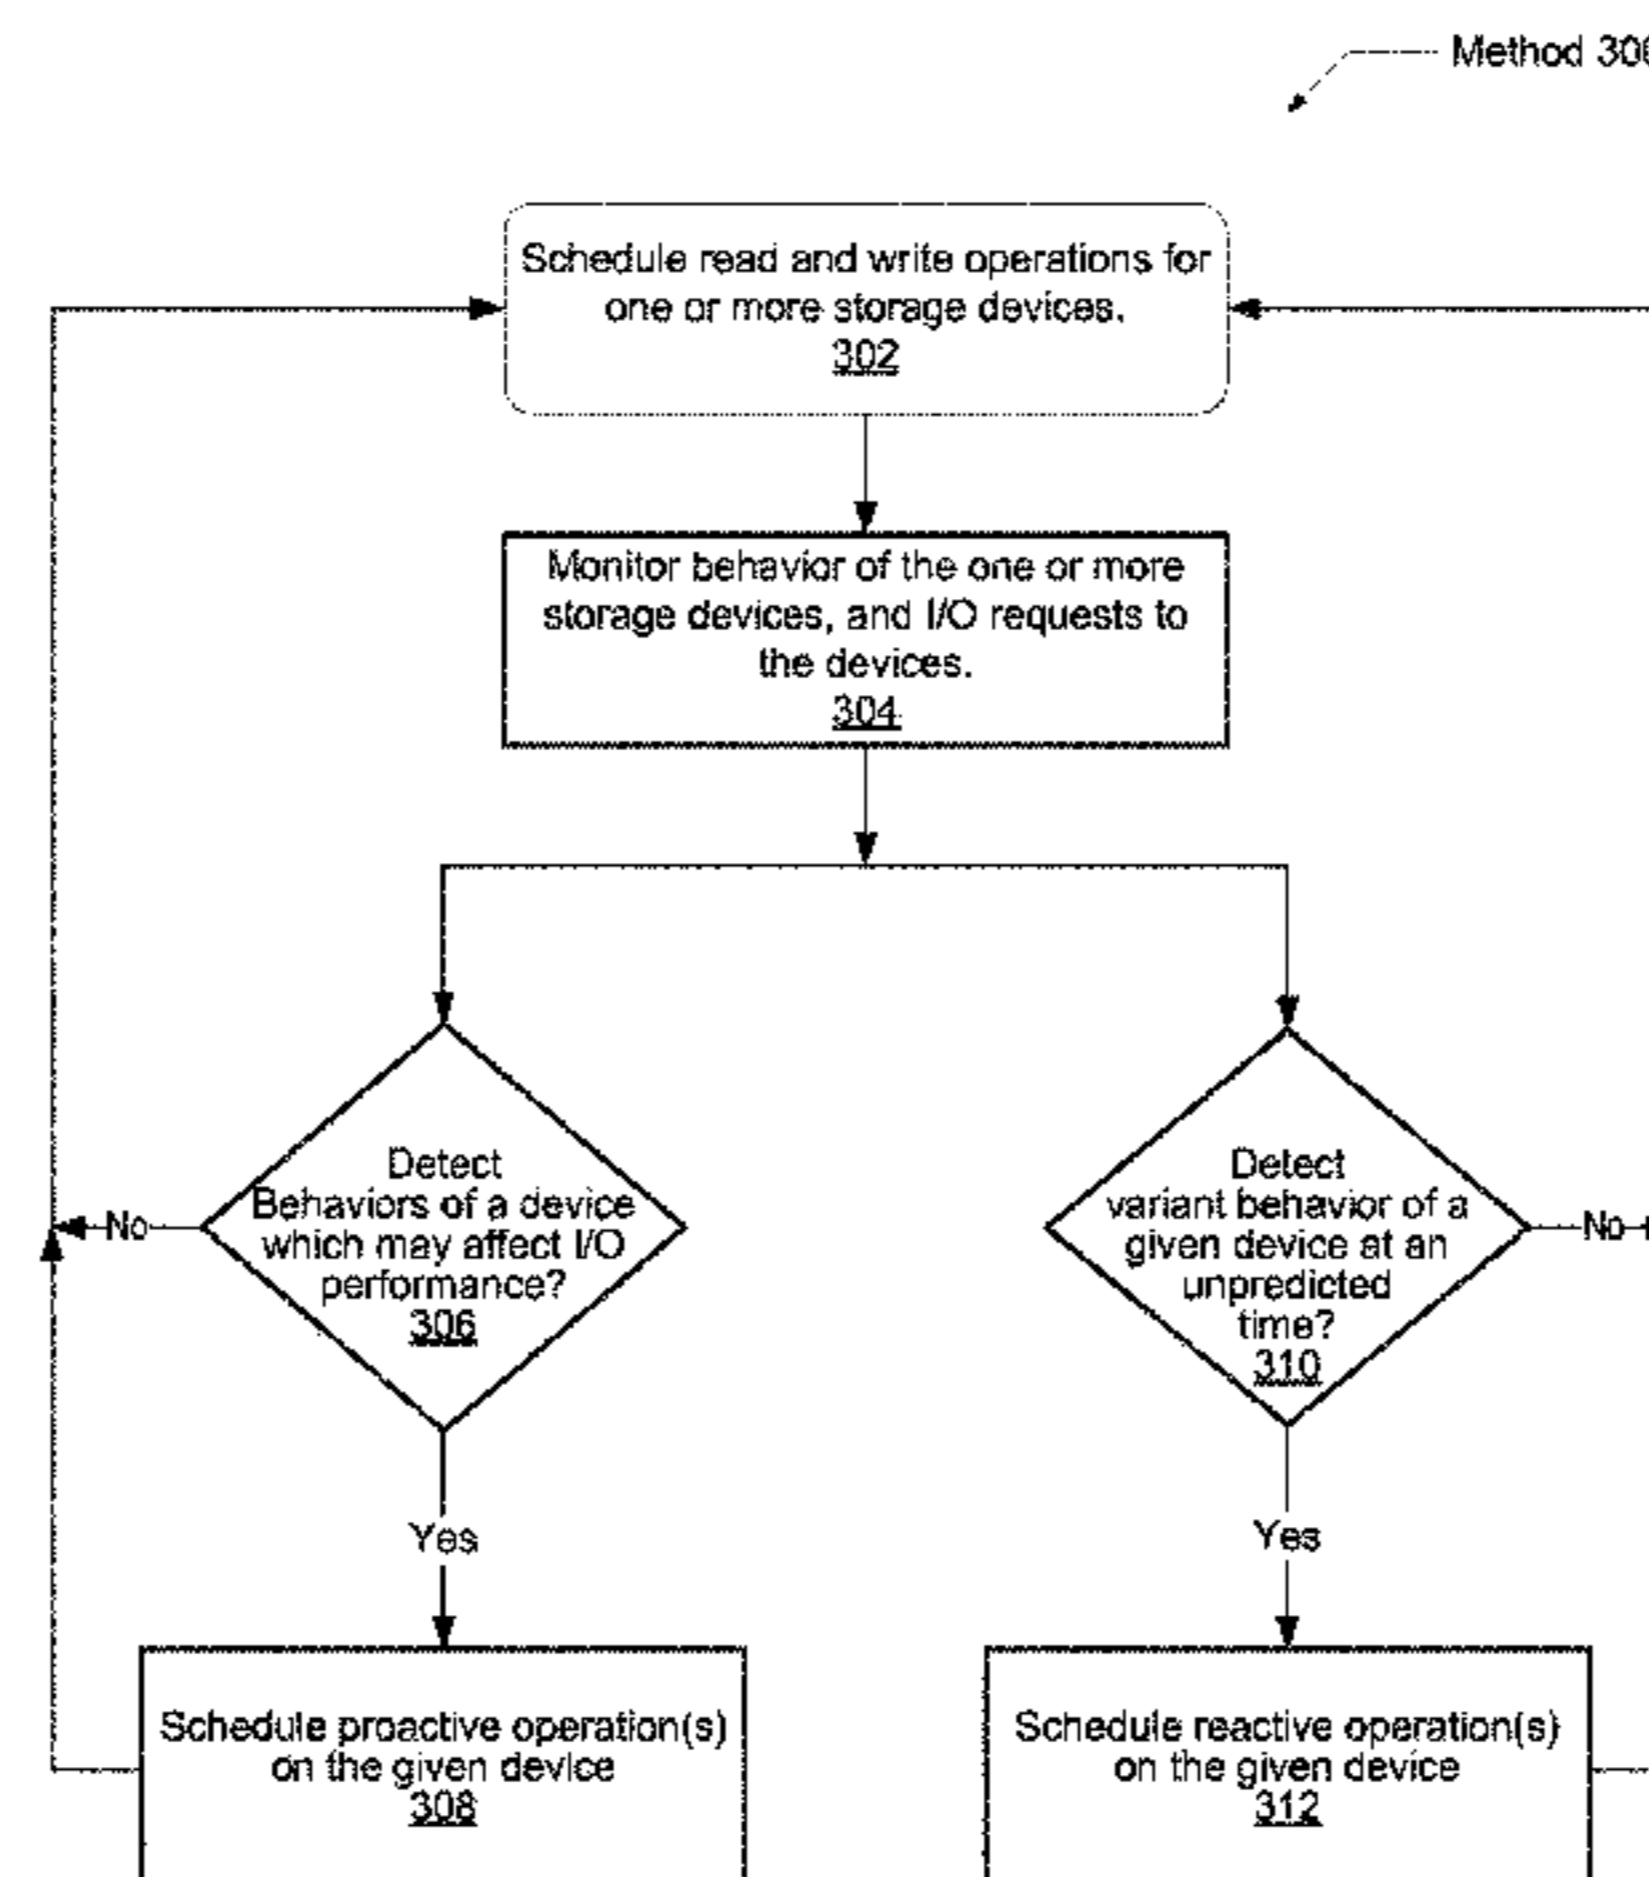 Method 300
Schedule read and write operations for
one or more storage devices.
302
Monitor behavior of the one or more
storage devices, and I/O requests to
the devices.
304
Detect
Behaviors of a device
which may affect I/O
performance?
306
No
Detect
variant behavior of a
given device at an
unpredicted
time?
310
No
Yes
Yes
Schedule proactive operation(s)
on the given device
308
Schedule reactive operation(s)
on the given device
312